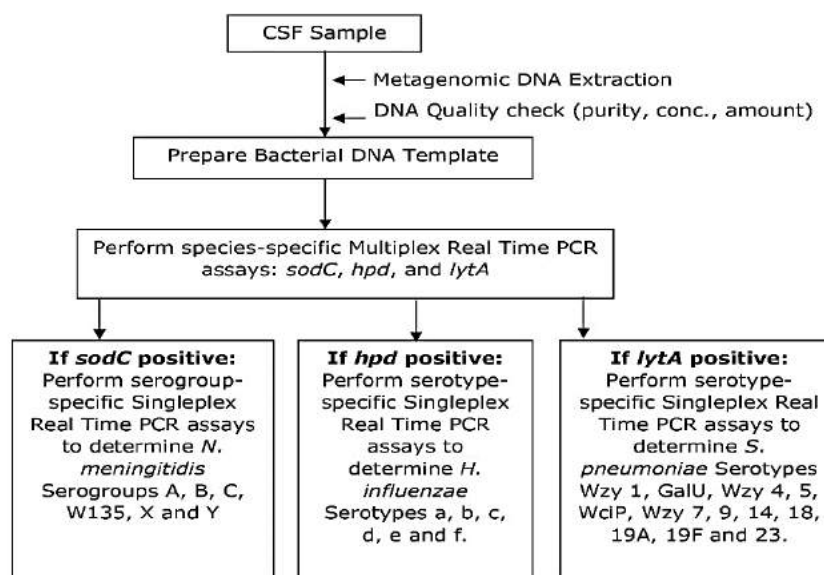 CSF Sample
Metagenomic DNA Extraction
DNA Quality check (purity, conc., amount)
Prepare Bacterial DNA Template
Perform species-specific Multiplex Real Time PCR
assays: sodC, hpd, and lytA
If sodC positive:
Perform serogroup-
specific Singleplex
Real Time PCR assays
to determine N.
meningitidis
Serogroups A, B, C,
W135, X and Y
If hpd positive:
Perform serotype-
specific Singleplex
Real Time PCR
assays to
determine H.
influenzae
Serotypes a, b, c,
d, e and f.
If lytA positive:
Perform serotype-
specific Singleplex Real
Time PCR assays to
determine S.
pneumoniae Serotypes
Wzy 1, GalU, Wzy 4, 5,
WciP, Wzy 7, 9, 14, 18,
19A, 19F and 23.